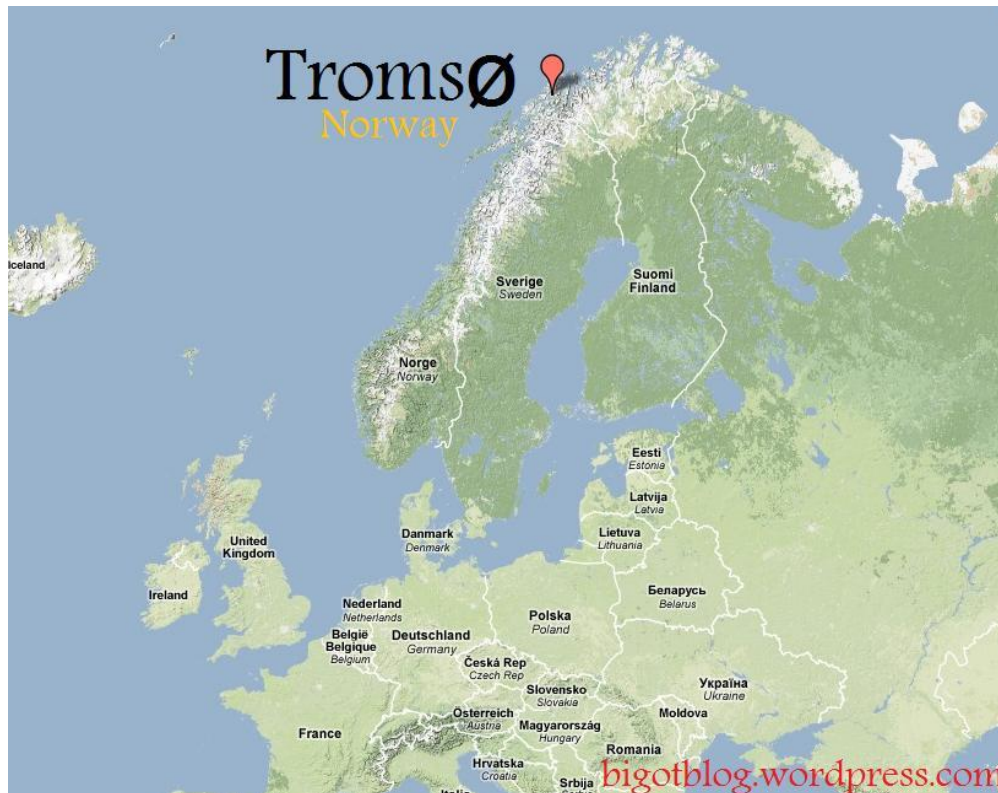 Tromsø
Norway
Iceland
Sverige
Sweden
Suomi
Finland
Norge
Norway
Eesti
Estonia
Latvija
Latvia
Danmark
Denmark
Lietuva
Lithuania
United
Kingdom
Ireland
Беларусь
Belarus
Nederland
Netherlands
Polska
Poland
België
Belgique
Belgium
Deutschland
Germany
Česká Rep
Czech Rep
Slovensko
Slovakia
Україна
Ukraine
Österreich
Austria
Magyarország
Hungary
Moldova
France
Romania
Hrvatska
Croatia
Srbija
bigotblog.wordpress.com